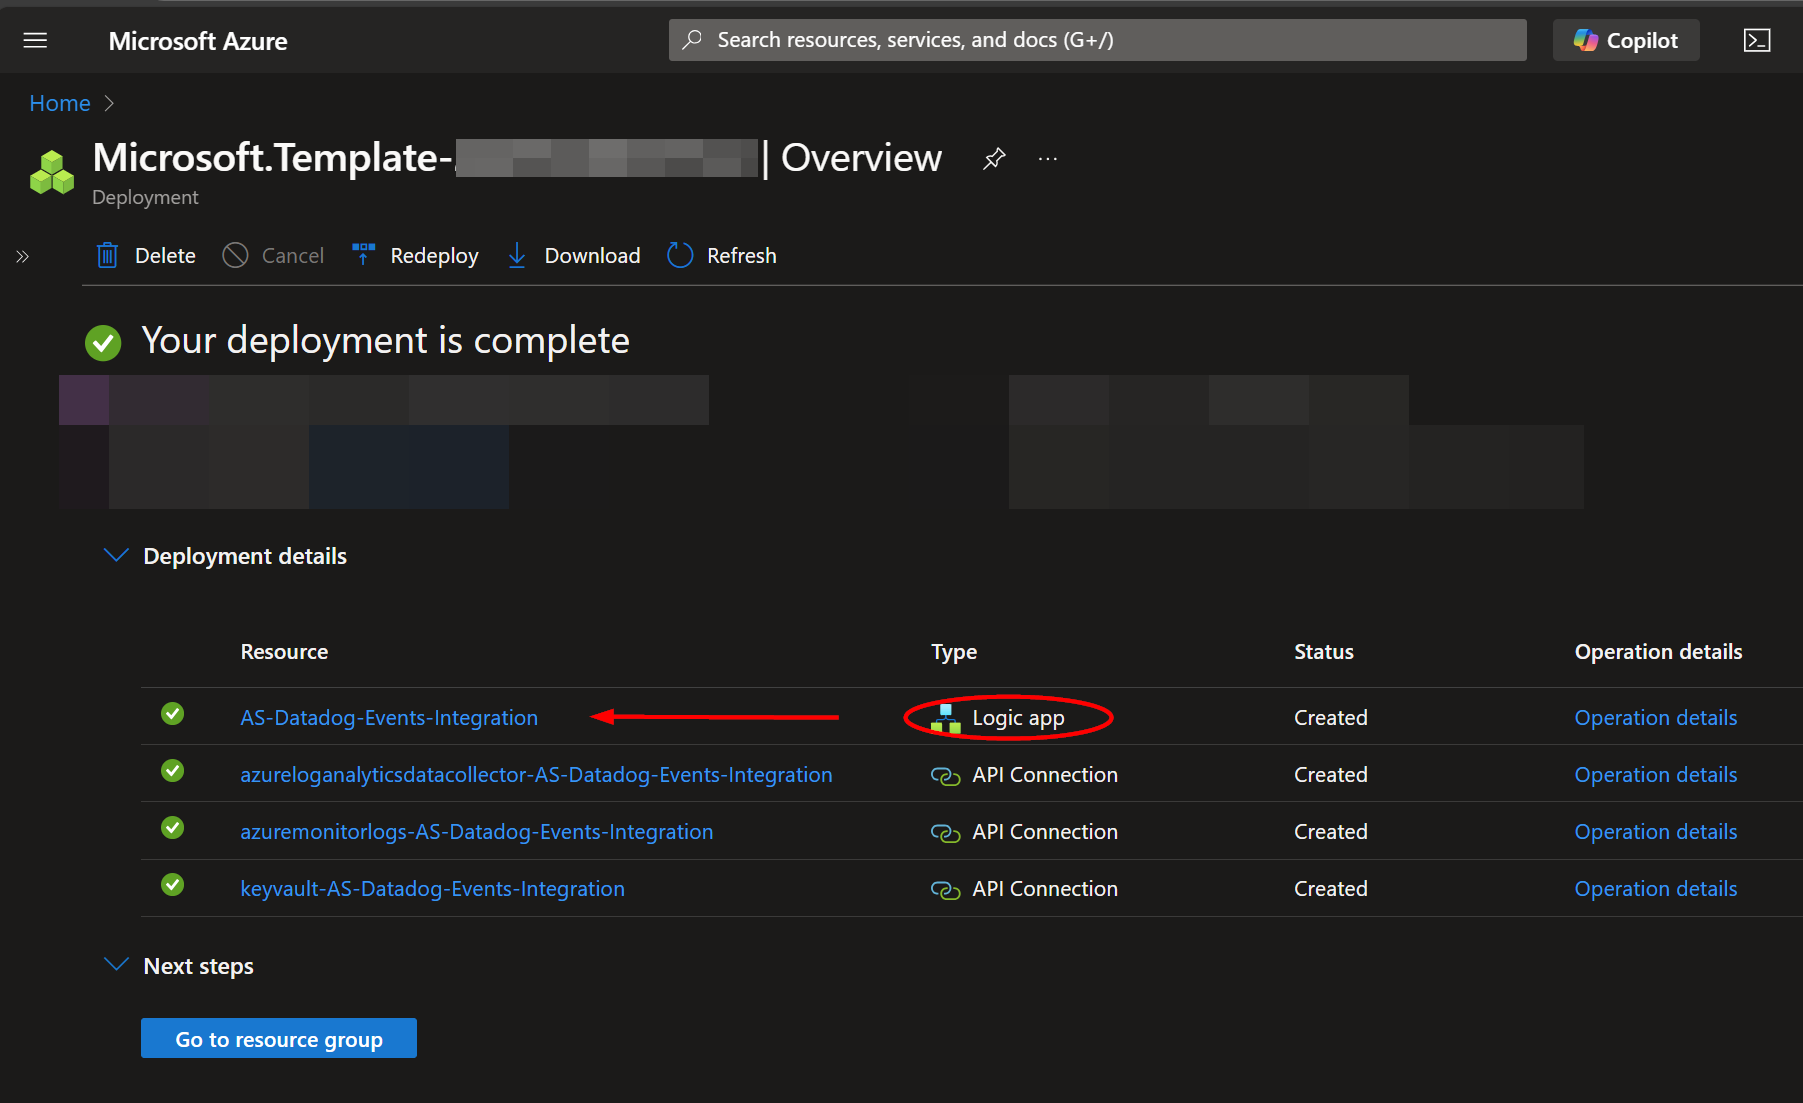 Microsoft Azure
Search resources, services, and docs (G+/)
Copilot
Home
Microsoft.Template- | Overview
Deployment
Delete Cancel Redeploy Download Refresh
Your deployment is complete
Deployment details
Resource Type Status Operation details
AS-Datadog-Events-Integration Logic app Created Operation details
azureloganalyticsdatacollector-AS-Datadog-Events-Integration API Connection Created Operation details
azuremonitorlogs-AS-Datadog-Events-Integration API Connection Created Operation details
keyvault-AS-Datadog-Events-Integration API Connection Created Operation details
Next steps
Go to resource group